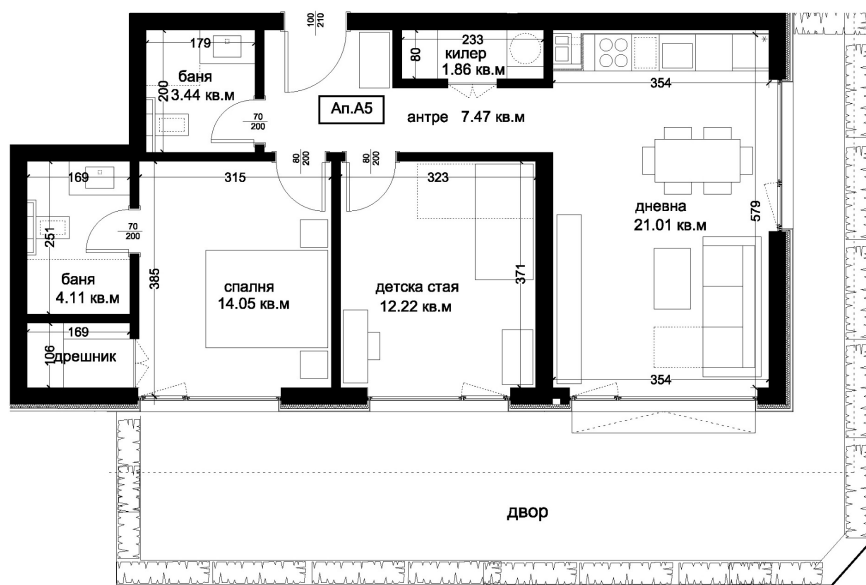 100
210
179
баня
3.44 кв.м
200
70
200
233
80
килер
1.86 кв.м
354
Ап.А5
антре 7.47 кв.м
80
200
80
200
169
315
323
251
70
200
385
371
579
дневна
21.01 кв.м
баня
4.11 кв.м
спалня
14.05 кв.м
детска стая
12.22 кв.м
169
106
дрешник
354
двор